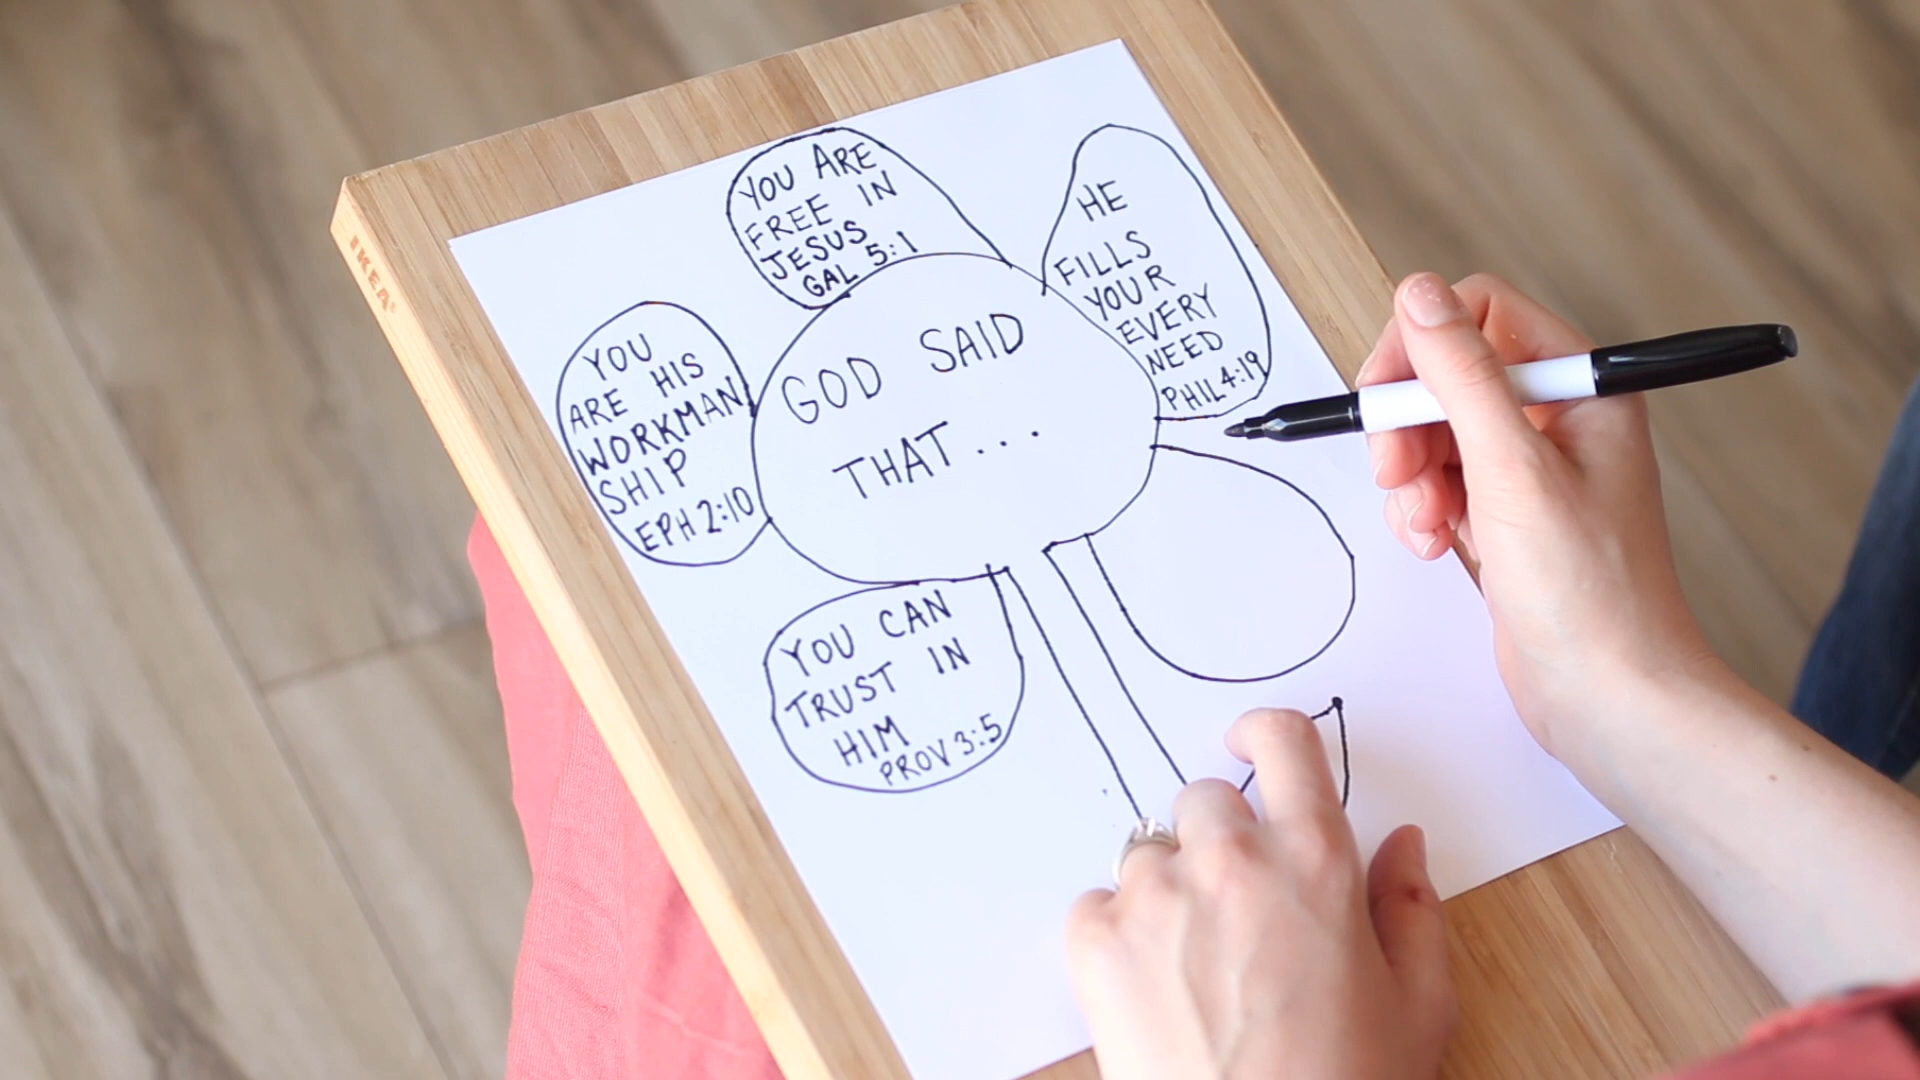 IKEA
GOD SAID
THAT...
YOU ARE
FREE IN
JESUS
GAL 5:1
HE
FILLS
YOUR
EVERY
NEED
PHIL 4:19
YOU
ARE HIS
WORKMAN
SHIP
EPH 2:10
YOU CAN
TRUST IN
HIM
PROV 3:5